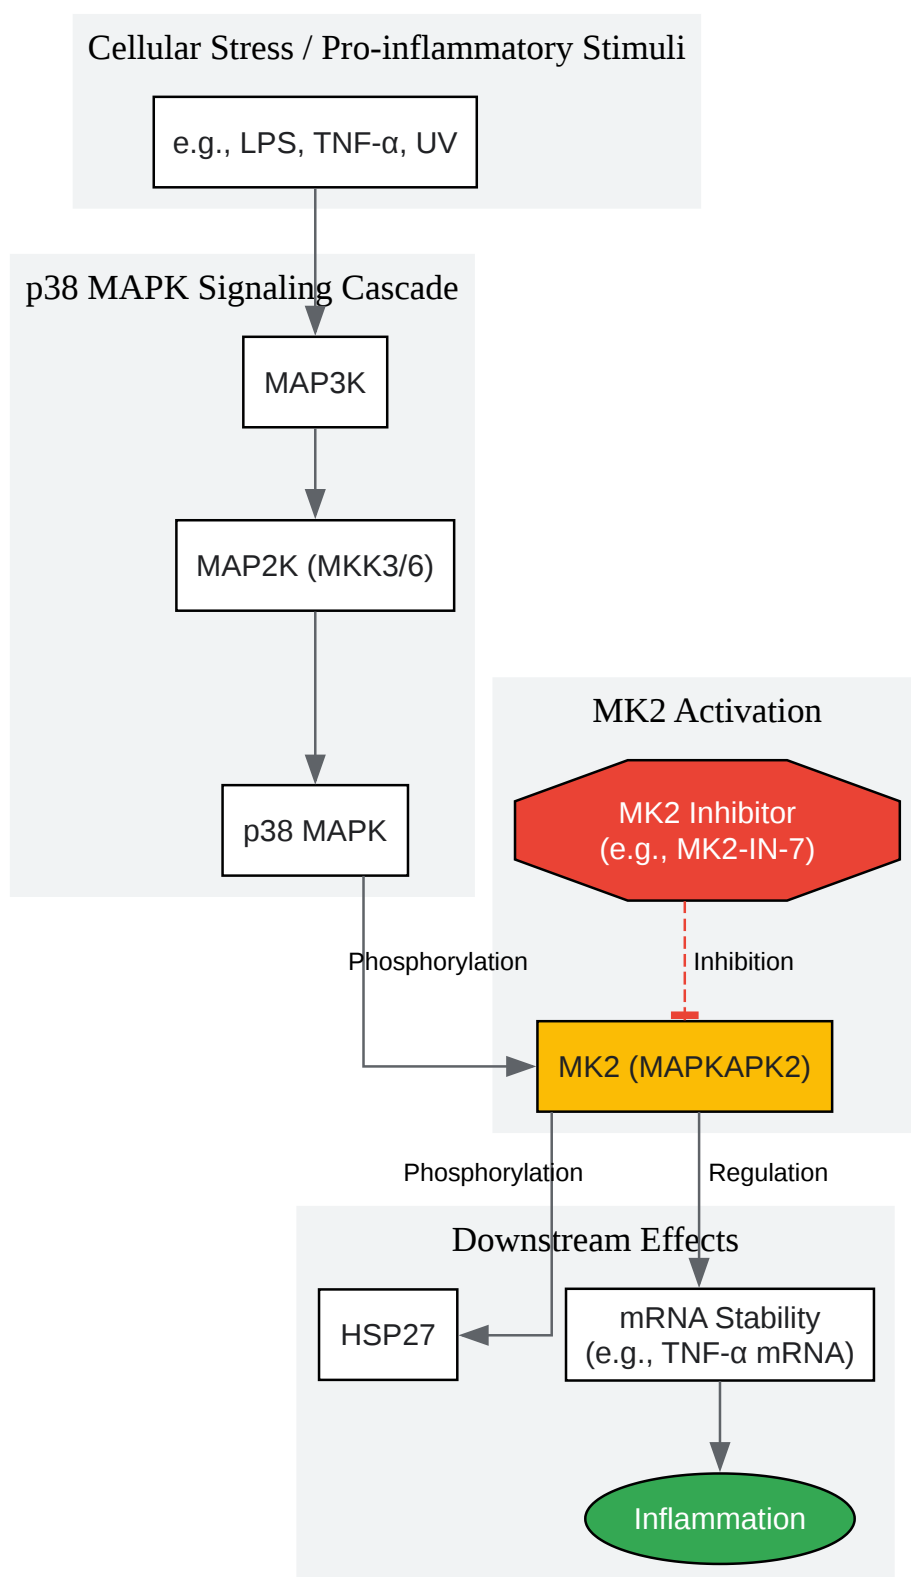 Cellular Stress / Pro-inflammatory Stimuli
e.g., LPS, TNF-α, UV
p38 MAPK Signaling Cascade
MAP3K
MAP2K (MKK3/6)
p38 MAPK
MK2 Activation
MK2 Inhibitor
(e.g., MK2-IN-7)
Phosphorylation
Inhibition
MK2 (MAPKAPK2)
Phosphorylation
Regulation
Downstream Effects
HSP27
mRNA Stability
(e.g., TNF-α mRNA)
Inflammation